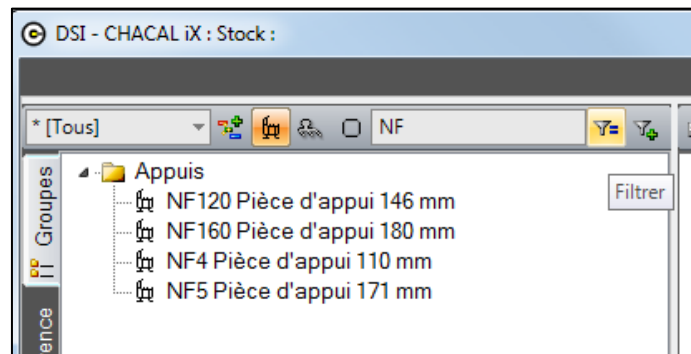 DSI - CHACAL iX : Stock :
* [Tous]
NF
Filtrer
Groupes
Appuis
NF120 Pièce d'appui 146 mm
NF160 Pièce d'appui 180 mm
NF4 Pièce d'appui 110 mm
NF5 Pièce d'appui 171 mm